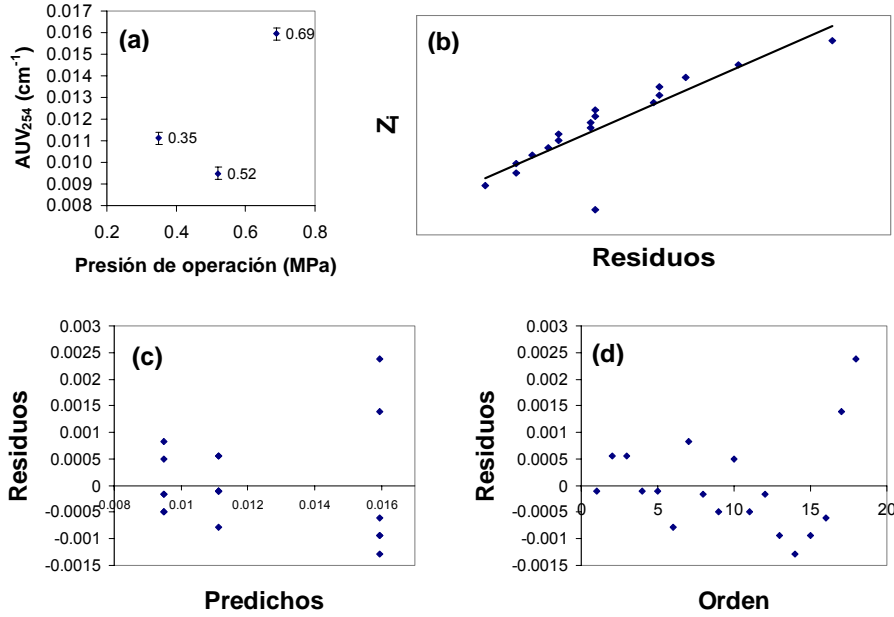 (a)
AUV254 (cm-1)
0.017
0.016
0.015
0.014
0.013
0.012
0.011
0.010
0.009
0.008
0.69
0.35
0.52
0.2 0.4 0.6 0.8
Presión de operación (MPa)
(b)
Zi
Residuos
(c)
Residuos
0.003
0.0025
0.002
0.0015
0.001
0.0005
0
-0.0005
-0.001
-0.0015
0.008 0.01 0.012 0.014 0.016
Predichos
(d)
Residuos
0.003
0.0025
0.002
0.0015
0.001
0.0005
0
-0.0005
-0.001
-0.0015
0 5 10 15 20
Orden